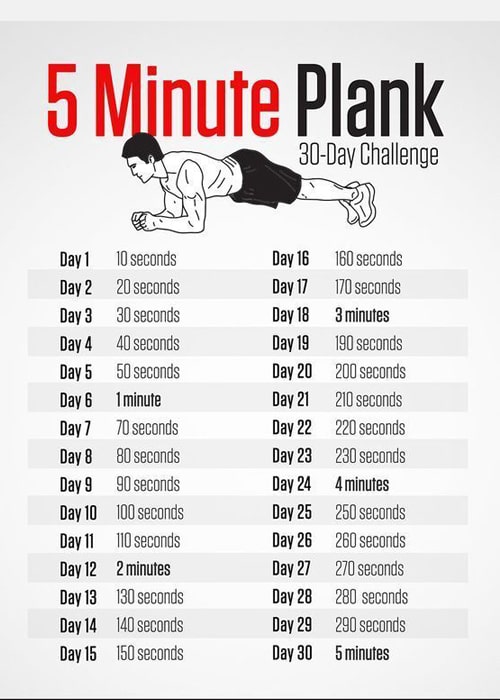 5 Minute Plank
30-Day Challenge
Day 1 10 seconds
Day 2 20 seconds
Day 3 30 seconds
Day 4 40 seconds
Day 5 50 seconds
Day 6 1 minute
Day 7 70 seconds
Day 8 80 seconds
Day 9 90 seconds
Day 10 100 seconds
Day 11 110 seconds
Day 12 2 minutes
Day 13 130 seconds
Day 14 140 seconds
Day 15 150 seconds
Day 16 160 seconds
Day 17 170 seconds
Day 18 3 minutes
Day 19 190 seconds
Day 20 200 seconds
Day 21 210 seconds
Day 22 220 seconds
Day 23 230 seconds
Day 24 4 minutes
Day 25 250 seconds
Day 26 260 seconds
Day 27 270 seconds
Day 28 280 seconds
Day 29 290 seconds
Day 30 5 minutes